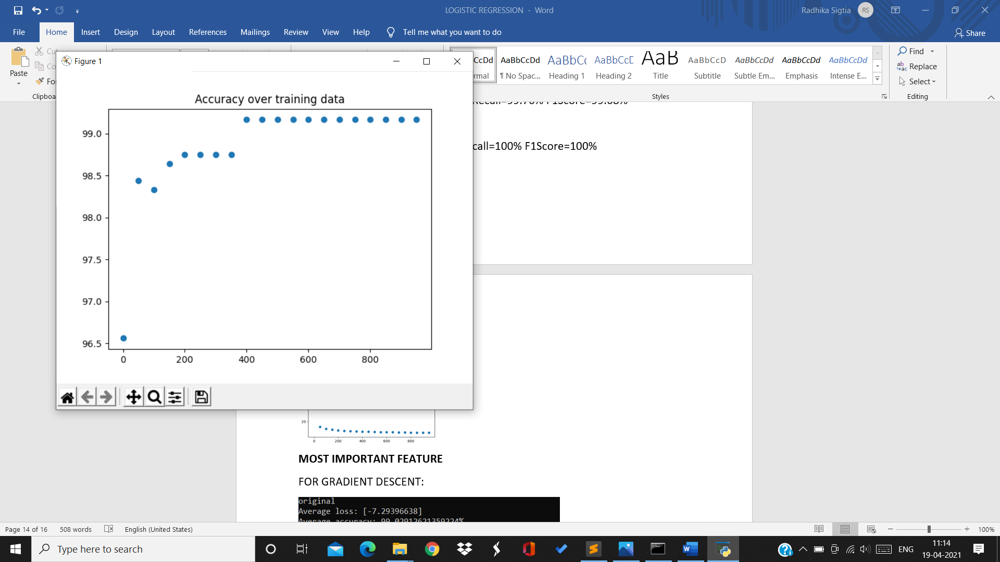 LOGISTIC REGRESSION - Word
Radhika Sigtia
RS
File
Home
Insert
Design
Layout
References
Mailings
Review
View
Help
Tell me what you want to do
Share
Paste
Cu
Co
For
Clipboa
CcDd
AaBbCcDd
AaBbC
AaBbCcC
AaB
AaBbCcD
AaBbCcDd
AaBbCcDd
AaBbCcDd
rmal
¶ No Spac...
Heading 1
Heading 2
Title
Subtitle
Subtle Em...
Emphasis
Intense E...
Styles
Find
Replace
Select
Editing
Figure 1
Accuracy over training data
99.0
98.5
98.0
97.5
97.0
96.5
0 200 400 600 800
call=100% F1Score=100%
20
0 200 400 600 800
MOST IMPORTANT FEATURE
FOR GRADIENT DESCENT:
original
Average loss: [-7.29396638]
Average accuracy: 99.02912621359224%
Page 14 of 16
508 words
English (United States)
100%
Type here to search
ENG
11:14
19-04-2021